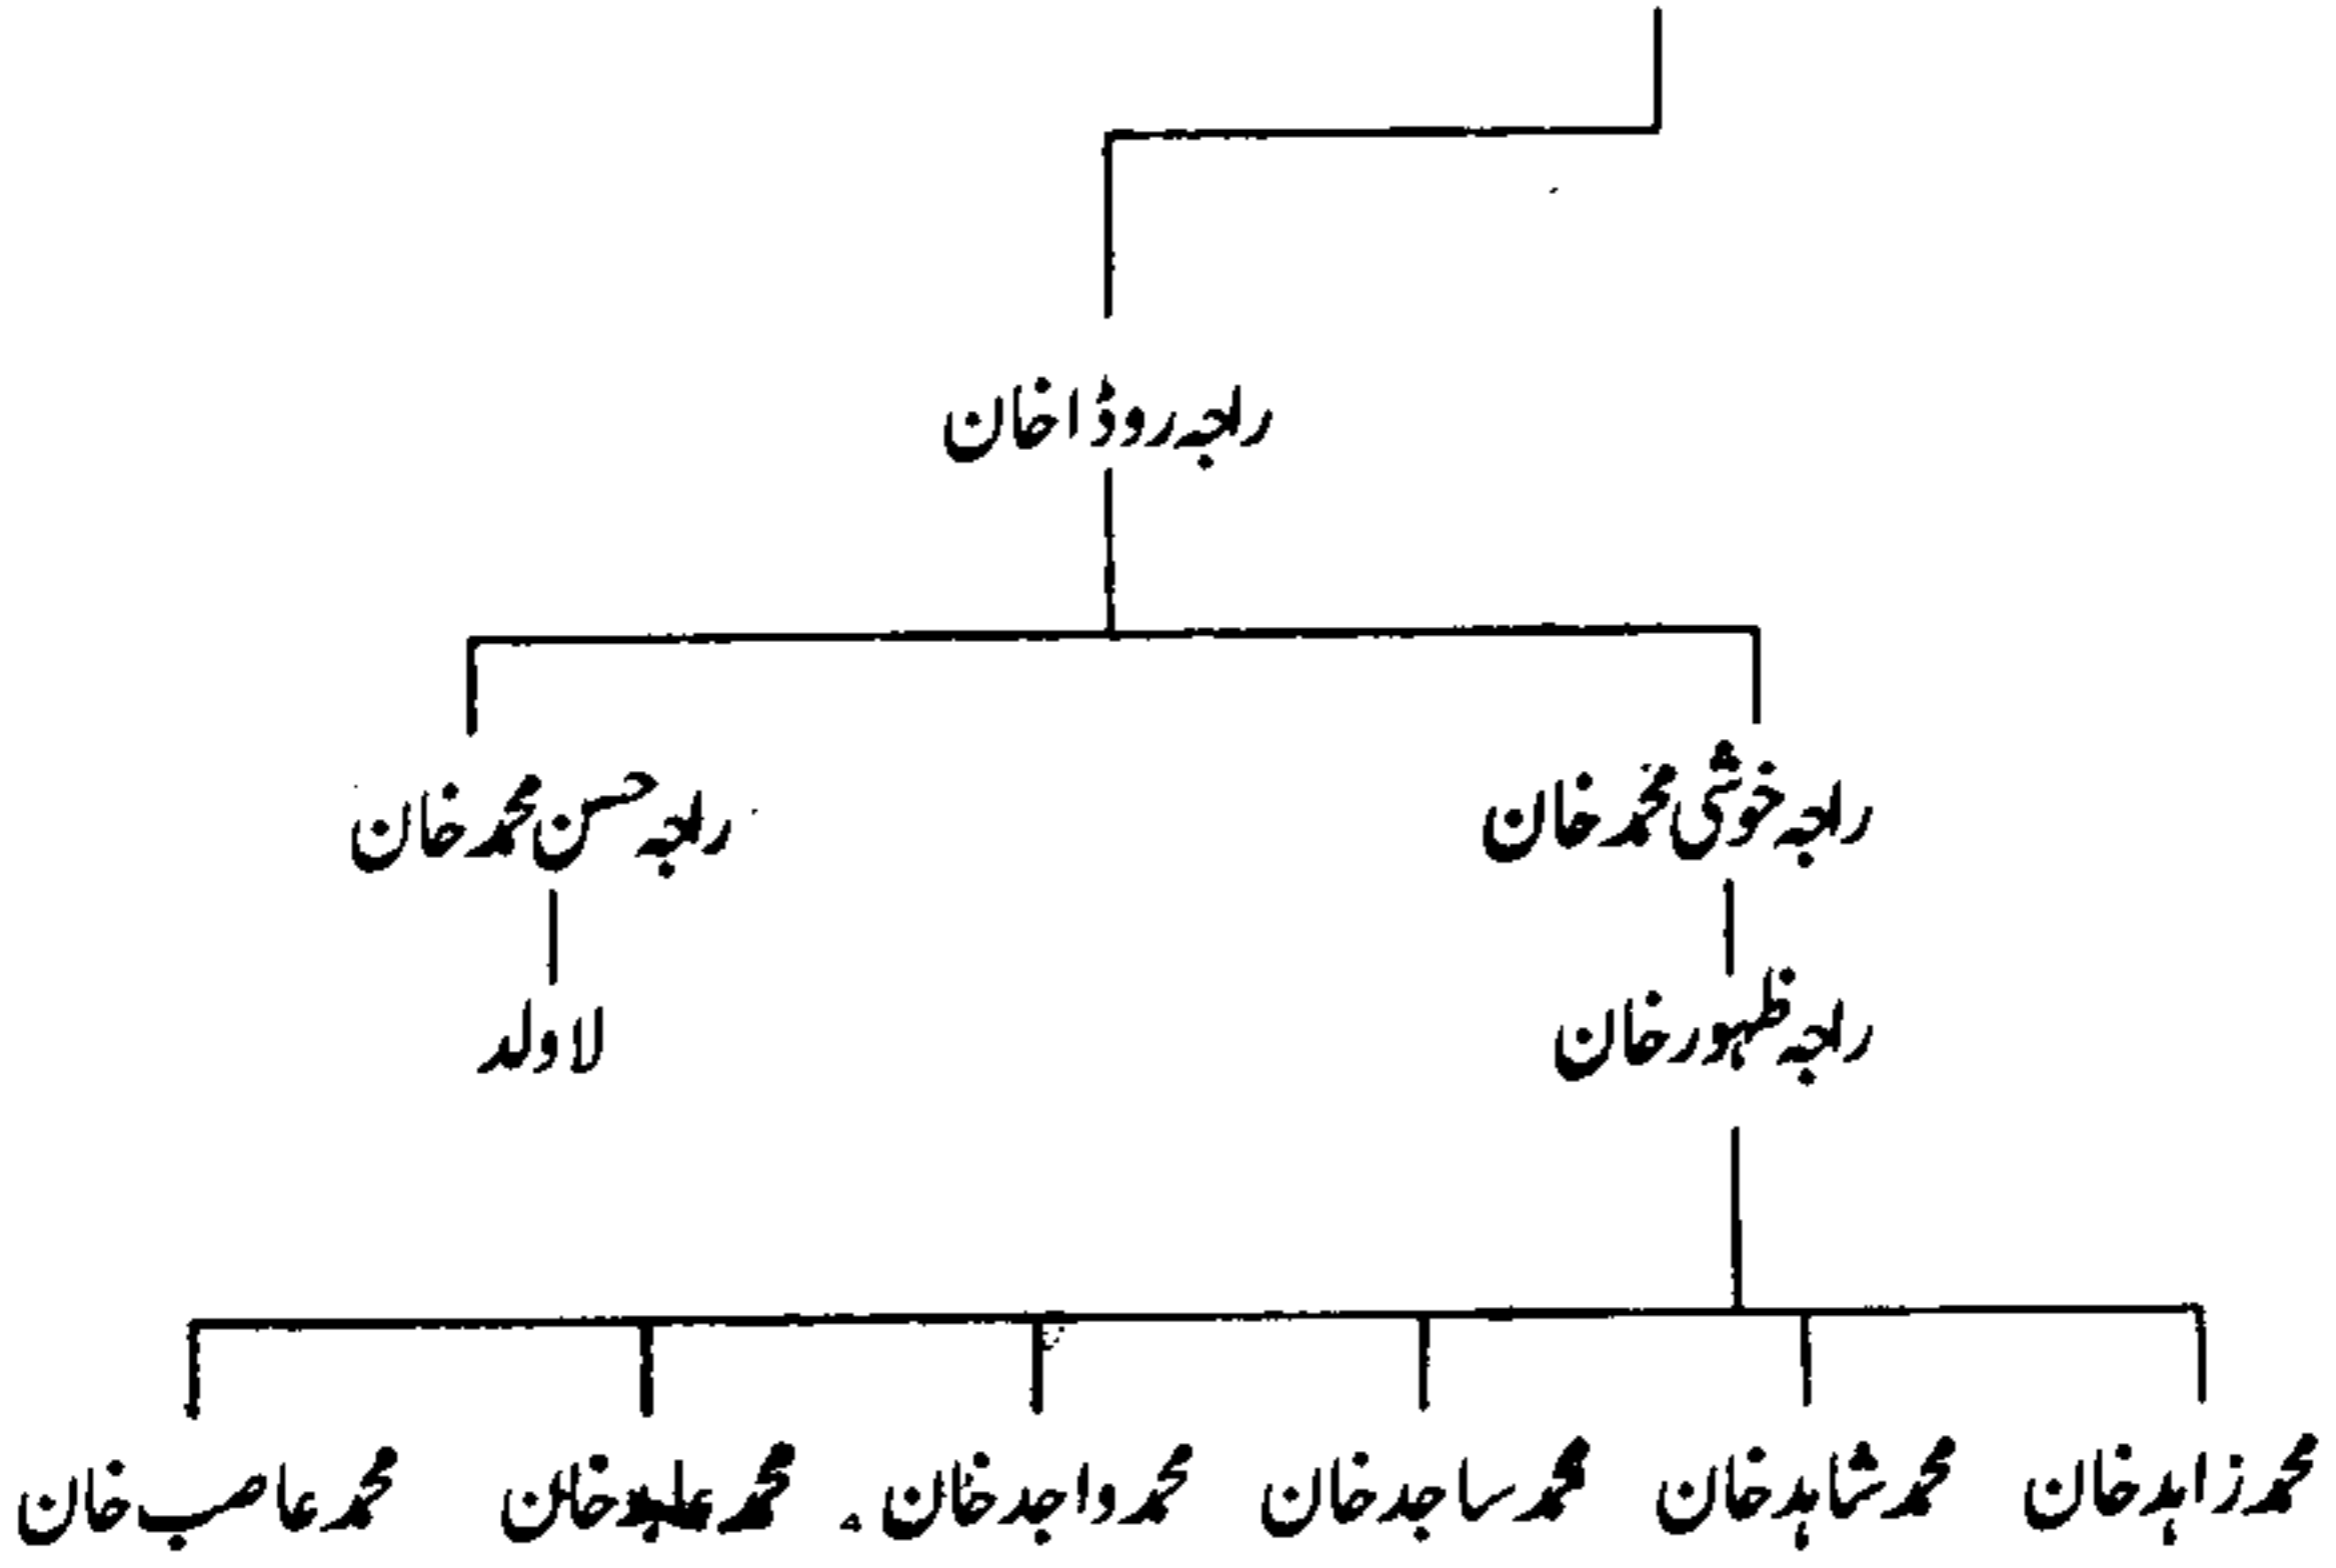 راجہ روڈا خان
راجہ خوشی محمد خان راجہ حسن محمد خان
راجہ ظہور خان لاولد
محمد زاہد خان محمد شاہد خان محمد ساجد خان محمد واجد خان محمد عابد خان محمد عاصب خان